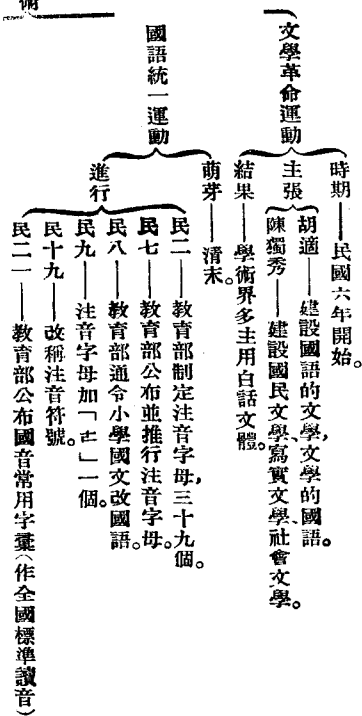 文學革命運動
時期——民國六年開始。
主張
胡適——建設國語的文學,文學的國語。
陳獨秀——建設國民文學、寫實文學、社會文學。
結果——學術界多主用白話文體。
國語統一運動
萌芽——清末。
進行
民二——教育部制定注音字母,三十九個。
民七——教育部公布並推行注音字母。
民八——教育部通令小學國文改國語。
民九——注音字母加「ㄜ」一個。
民十九——改稱注音符號。
民二一——教育部公布國音常用字彙(作全國標準讀音)